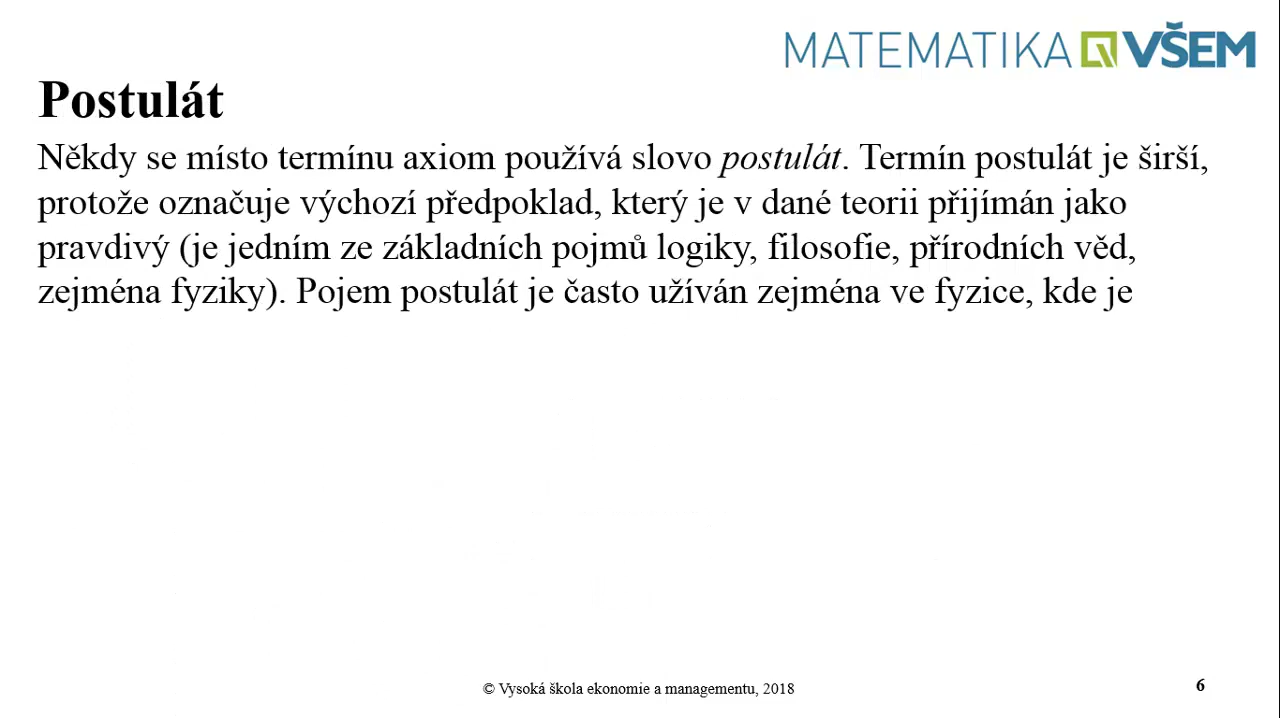 MATEMATIKA VŠEM
Postulát
Někdy se místo termínu axiom používá slovo postulát. Termín postulát je širší,
protože označuje výchozí předpoklad, který je v dané teorii přijímán jako
pravdivý (je jedním ze základních pojmů logiky, filosofie, přírodních věd,
zejména fyziky). Pojem postulát je často užíván zejména ve fyzice, kde je
© Vysoká škola ekonomie a managementu, 2018
6